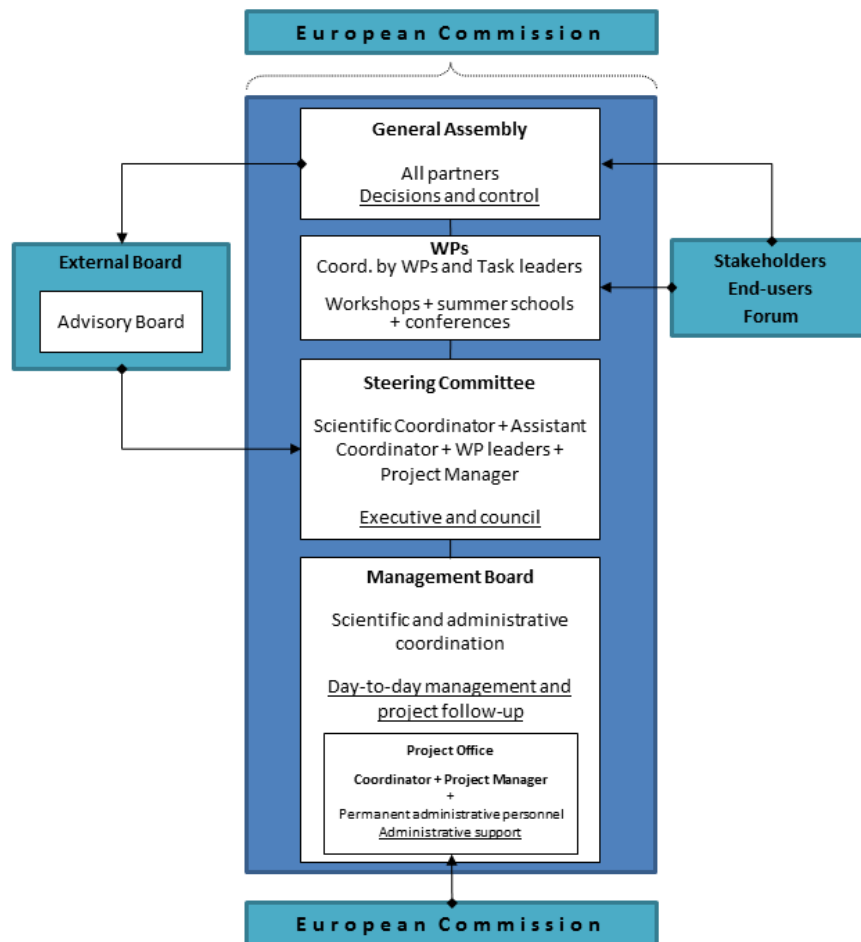 European Commission
General Assembly
All partners
Decisions and control
WPs
Coord. by WPs and Task leaders
Workshops + summer schools
+ conferences
External Board
Advisory Board
Stakeholders
End-users
Forum
Steering Committee
Scientific Coordinator + Assistant
Coordinator + WP leaders +
Project Manager
Executive and council
Management Board
Scientific and administrative
coordination
Day-to-day management and
project follow-up
Project Office
Coordinator + Project Manager
+
Permanent administrative personnel
Administrative support
European Commission